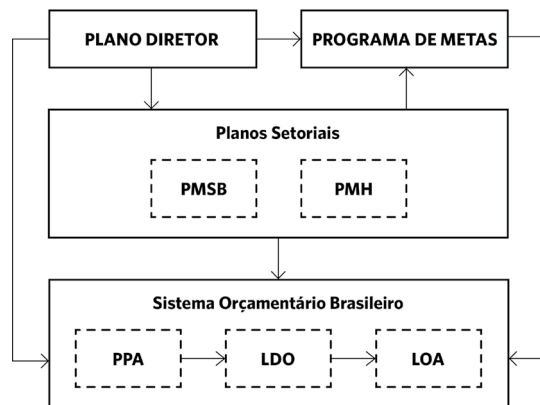 PLANO DIRETOR
PROGRAMA DE METAS
Planos Setoriais
PMSB
PMH
Sistema Orçamentário Brasileiro
PPA
LDO
LOA